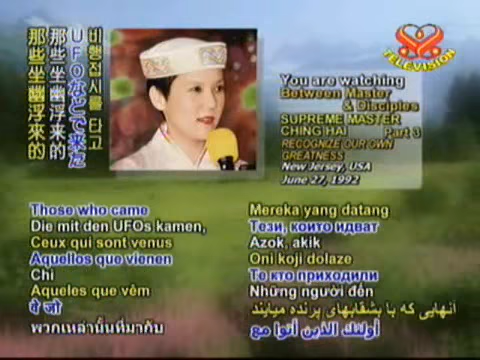 비행접시를 타고
UFOなどで来た
那些坐幽浮来的
那些坐幽浮來的
TELEVISION
You are watching
Between Master
& Disciples
SUPREME MASTER
CHING HAI Part 3
RECOGNIZE OUR OWN
GREATNESS
New Jersey, USA
June 27, 1992
Those who came
Die mit den UFOs kamen,
Ceux qui sont venus
Aquellos que vienen
Chi
Aqueles que vêm
वे जो
พวกเหล่านั้นที่มากับ
Mereka yang datang
Тези, които идват
Azok, akik
Oni koji dolaze
Те кто приходили
Những người đến
آنهایی که با بشقابهای پرنده میایند
أولئك الذين أتوا مع